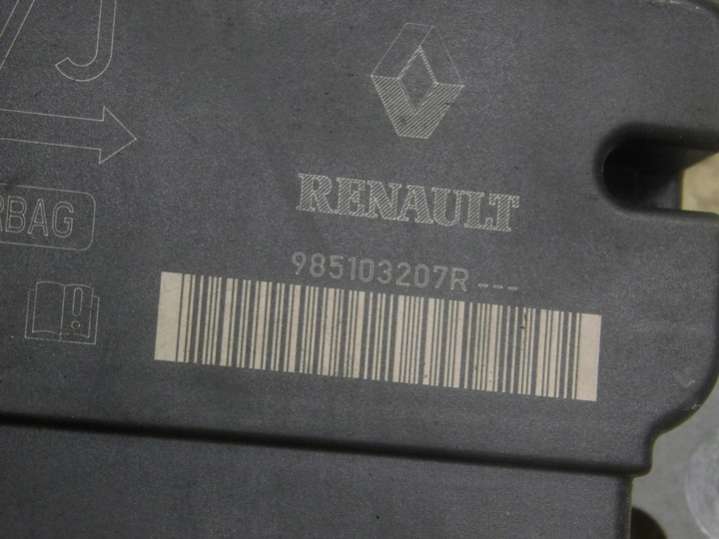 RENAULT
RBAG
985103207R ---